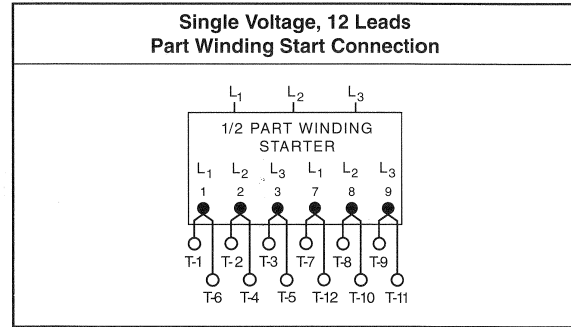 Single Voltage, 12 Leads
Part Winding Start Connection
L1 L2 L3
1/2 PART WINDING
STARTER
L1 L2 L3 L1 L2 L3
1 2 3 7 8 9
T-1 T-2 T-3 T-7 T-8 T-9
T-6 T-4 T-5 T-12 T-10 T-11